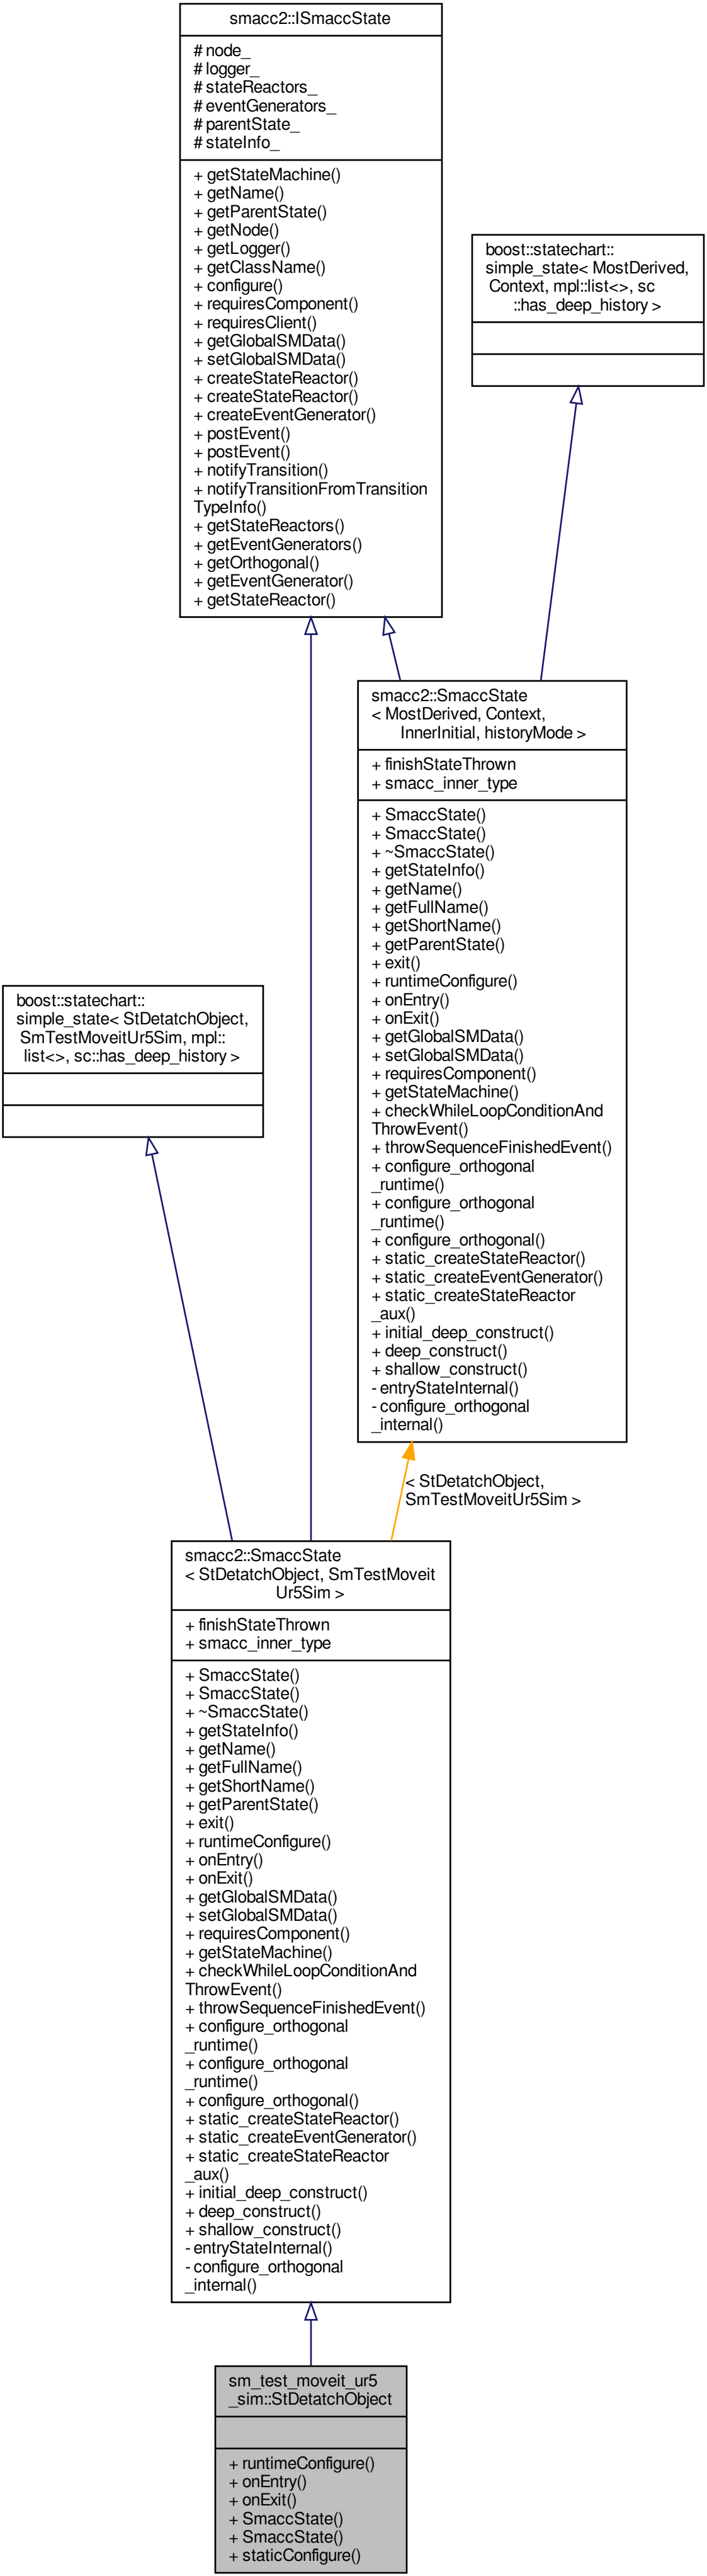 smacc2::ISmaccState
# node_
# logger_
# stateReactors_
# eventGenerators_
# parentState_
# stateInfo_
+ getStateMachine()
+ getName()
+ getParentState()
+ getNode()
+ getLogger()
+ getClassName()
+ configure()
+ requiresComponent()
+ requiresClient()
+ getGlobalSMData()
+ setGlobalSMData()
+ createStateReactor()
+ createStateReactor()
+ createEventGenerator()
+ postEvent()
+ postEvent()
+ notifyTransition()
+ notifyTransitionFromTransition
TypeInfo()
+ getStateReactors()
+ getEventGenerators()
+ getOrthogonal()
+ getEventGenerator()
+ getStateReactor()
boost::statechart::
simple_state< MostDerived,
Context, mpl::list<>, sc
::has_deep_history >
smacc2::SmaccState
< MostDerived, Context,
InnerInitial, historyMode >
+ finishStateThrown
+ smacc_inner_type
+ SmaccState()
+ SmaccState()
+ ~SmaccState()
+ getStateInfo()
+ getName()
+ getFullName()
+ getShortName()
+ getParentState()
+ exit()
+ runtimeConfigure()
+ onEntry()
+ onExit()
+ getGlobalSMData()
+ setGlobalSMData()
+ requiresComponent()
+ getStateMachine()
+ checkWhileLoopConditionAnd
ThrowEvent()
+ throwSequenceFinishedEvent()
+ configure_orthogonal
_runtime()
+ configure_orthogonal
_runtime()
+ configure_orthogonal()
+ static_createStateReactor()
+ static_createEventGenerator()
+ static_createStateReactor
_aux()
+ initial_deep_construct()
+ deep_construct()
+ shallow_construct()
- entryStateInternal()
- configure_orthogonal
_internal()
boost::statechart::
simple_state< StDetatchObject,
SmTestMoveitUr5Sim, mpl::
list<>, sc::has_deep_history >
< StDetatchObject,
SmTestMoveitUr5Sim >
smacc2::SmaccState
< StDetatchObject, SmTestMoveit
Ur5Sim >
+ finishStateThrown
+ smacc_inner_type
+ SmaccState()
+ SmaccState()
+ ~SmaccState()
+ getStateInfo()
+ getName()
+ getFullName()
+ getShortName()
+ getParentState()
+ exit()
+ runtimeConfigure()
+ onEntry()
+ onExit()
+ getGlobalSMData()
+ setGlobalSMData()
+ requiresComponent()
+ getStateMachine()
+ checkWhileLoopConditionAnd
ThrowEvent()
+ throwSequenceFinishedEvent()
+ configure_orthogonal
_runtime()
+ configure_orthogonal
_runtime()
+ configure_orthogonal()
+ static_createStateReactor()
+ static_createEventGenerator()
+ static_createStateReactor
_aux()
+ initial_deep_construct()
+ deep_construct()
+ shallow_construct()
- entryStateInternal()
- configure_orthogonal
_internal()
sm_test_moveit_ur5
_sim::StDetatchObject
+ runtimeConfigure()
+ onEntry()
+ onExit()
+ SmaccState()
+ SmaccState()
+ staticConfigure()